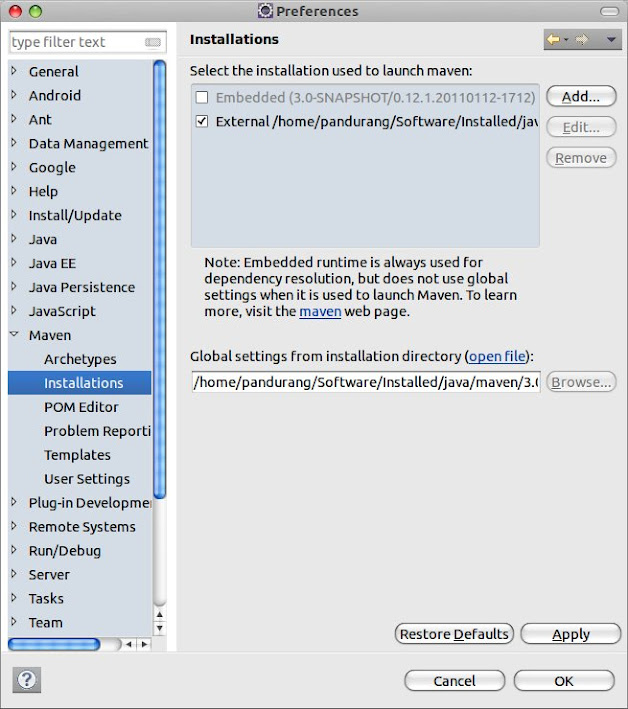 Preferences
type filter text
General
Android
Ant
Data Management
Google
Help
Install/Update
Java
Java EE
Java Persistence
JavaScript
Maven
Archetypes
Installations
POM Editor
Problem Reporti
Templates
User Settings
Plug-in Developme
Remote Systems
Run/Debug
Server
Tasks
Team
Installations
Select the installation used to launch maven:
Embedded (3.0-SNAPSHOT/0.12.1.20110112-1712)
External /home/pandurang/Software/Installed/jav
Add...
Edit...
Remove
Note: Embedded runtime is always used for
dependency resolution, but does not use global
settings when it is used to launch Maven. To learn
more, visit the maven web page.
Global settings from installation directory (open file):
/home/pandurang/Software/Installed/java/maven/3.0
Browse...
Restore Defaults
Apply
?
Cancel
OK